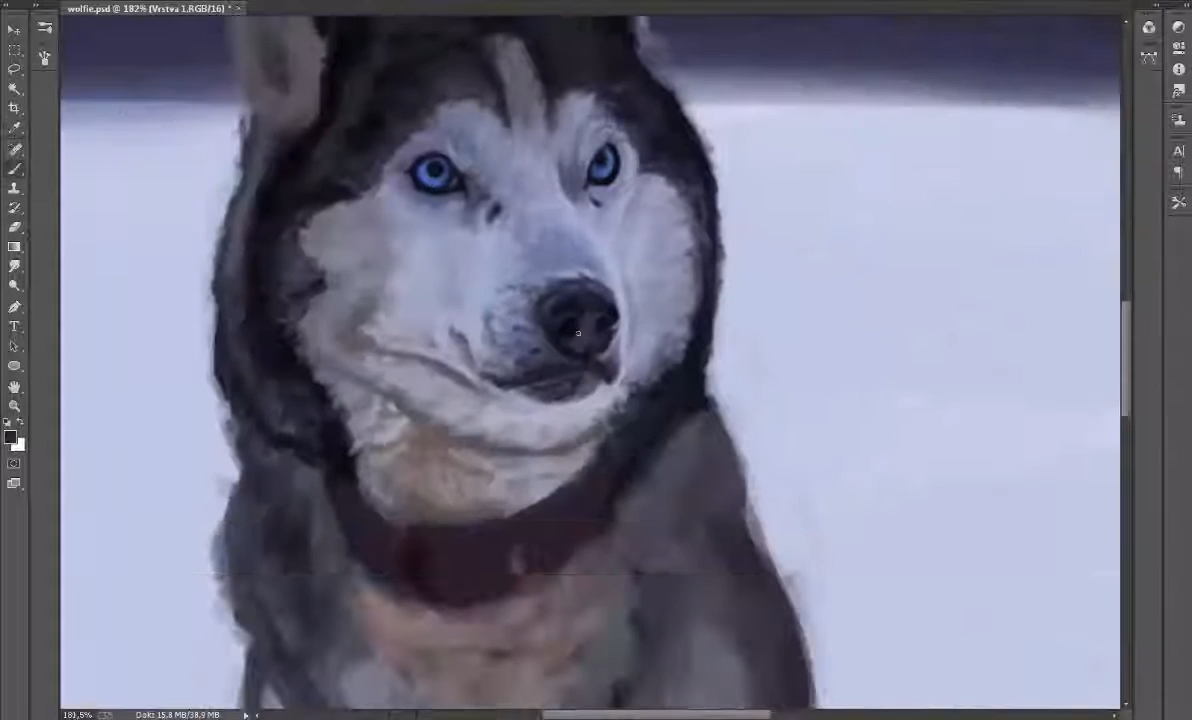 wolfie.psd @ 182% (Vrstva 1.RGB/16) * ×
181,5% Dok: 15.8 MB/38.9 MB